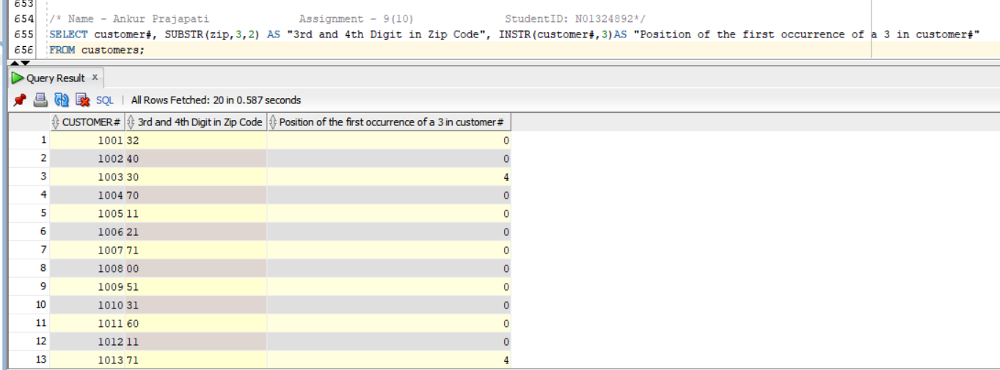 653
654 /* Name - Ankur Prajapati Assignment - 9(10) StudentID: N01324892*/
655 SELECT customer#, SUBSTR(zip,3,2) AS "3rd and 4th Digit in Zip Code", INSTR(customer#,3)AS "Position of the first occurrence of a 3 in customer#"
656 FROM customers;
Query Result x
SQL | All Rows Fetched: 20 in 0.587 seconds
CUSTOMER# 3rd and 4th Digit in Zip Code Position of the first occurrence of a 3 in customer#
1 1001 32 0
2 1002 40 0
3 1003 30 4
4 1004 70 0
5 1005 11 0
6 1006 21 0
7 1007 71 0
8 1008 00 0
9 1009 51 0
10 1010 31 0
11 1011 60 0
12 1012 11 0
13 1013 71 4